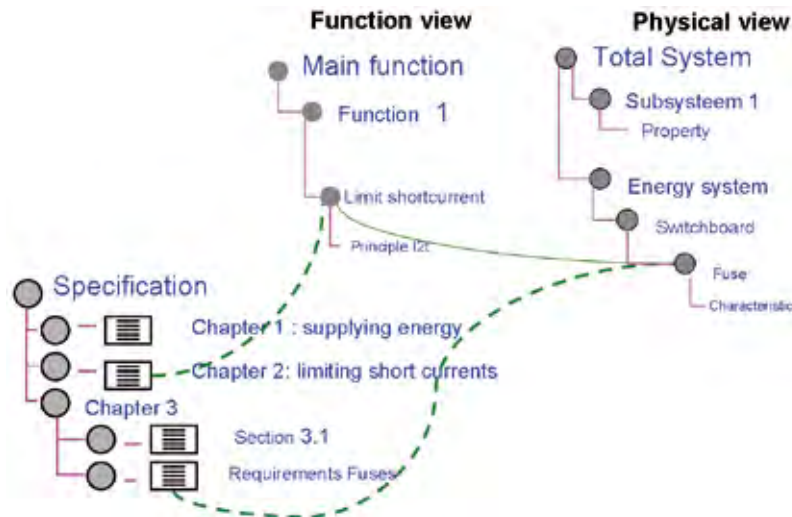 Function view
Physical view
Main function
Total System
Function 1
Subsysteem 1
Property
Energy system
Limit shortcurrent
Switchboard
Principle I2t
Fuse
Characteristic
Specification
Chapter 1 : supplying energy
Chapter 2: limiting short currents
Chapter 3
Section 3.1
Requirements Fuses